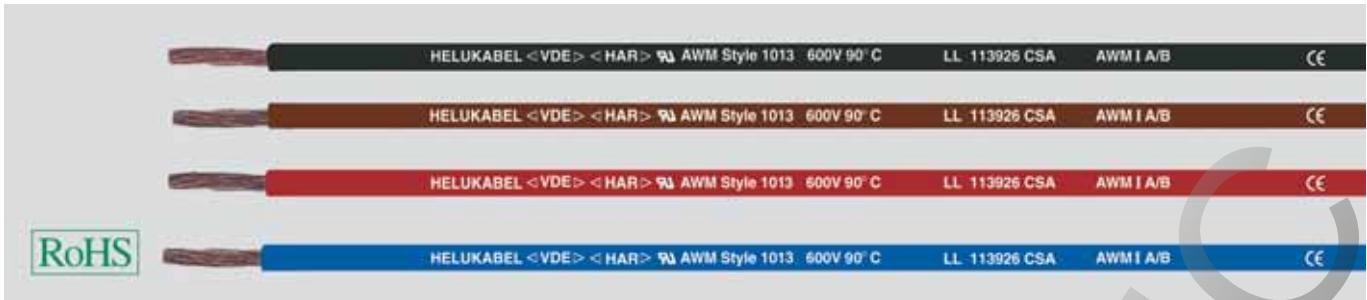 HELUKABEL <VDE> <HAR> AWM Style 1013 600V 90°C LL 113926 CSA AWM I A/B CE
HELUKABEL <VDE> <HAR> AWM Style 1013 600V 90°C LL 113926 CSA AWM I A/B CE
HELUKABEL <VDE> <HAR> AWM Style 1013 600V 90°C LL 113926 CSA AWM I A/B CE
RoHS
HELUKABEL <VDE> <HAR> AWM Style 1013 600V 90°C LL 113926 CSA AWM I A/B CE